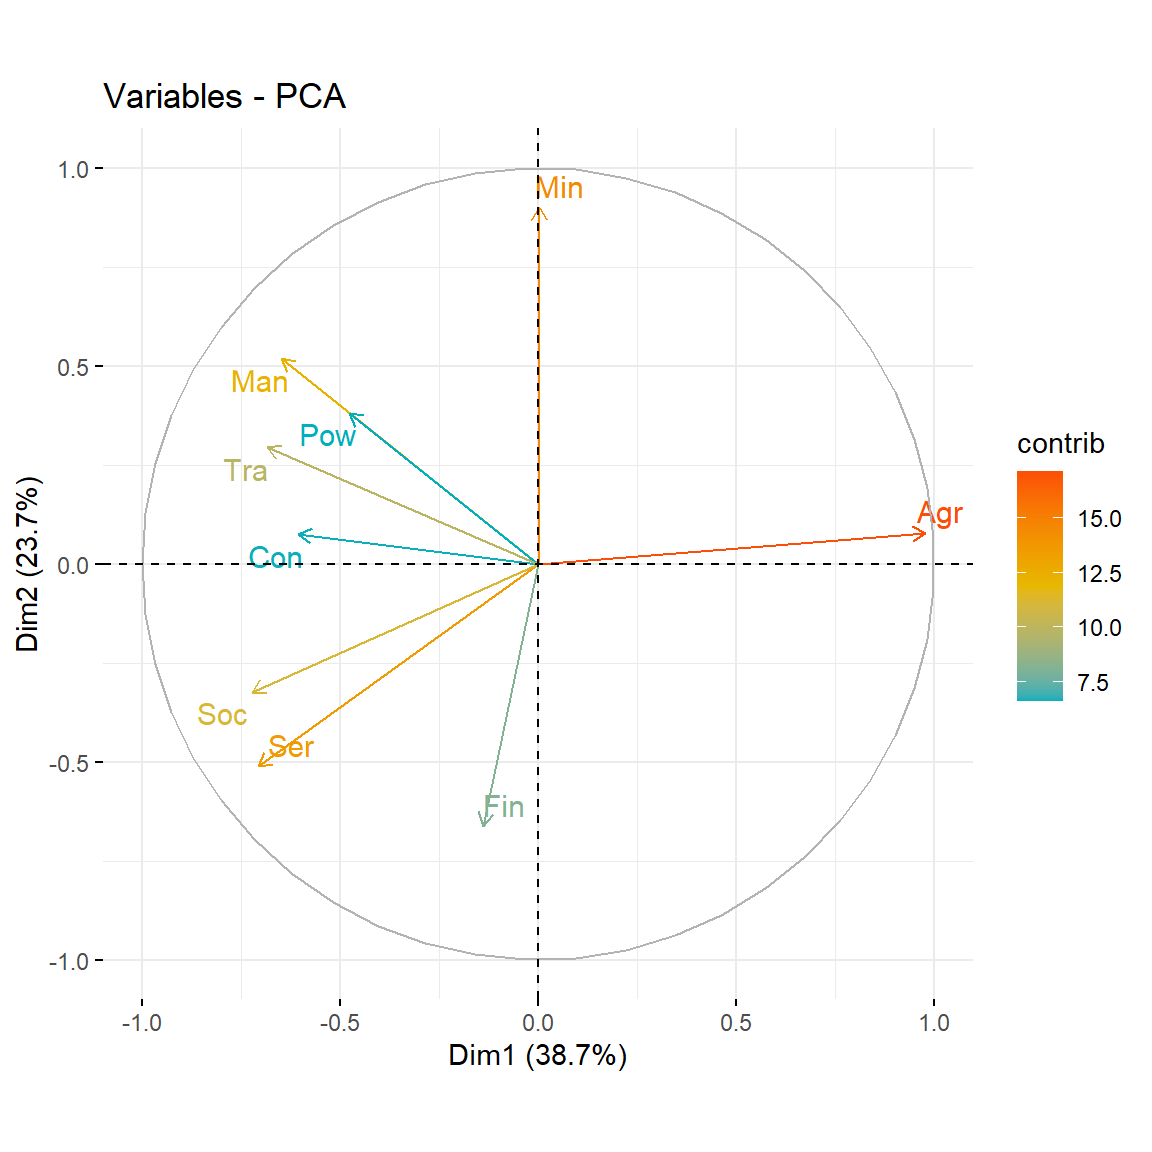 Variables - PCA
1.0
0.5
0.0
-0.5
-1.0
Dim2 (23.7%)
Min
Man
Pow
Tra
Con
Agr
Soc
Ser
Fin
-1.0
-0.5
0.0
0.5
1.0
Dim1 (38.7%)
contrib
15.0
12.5
10.0
7.5